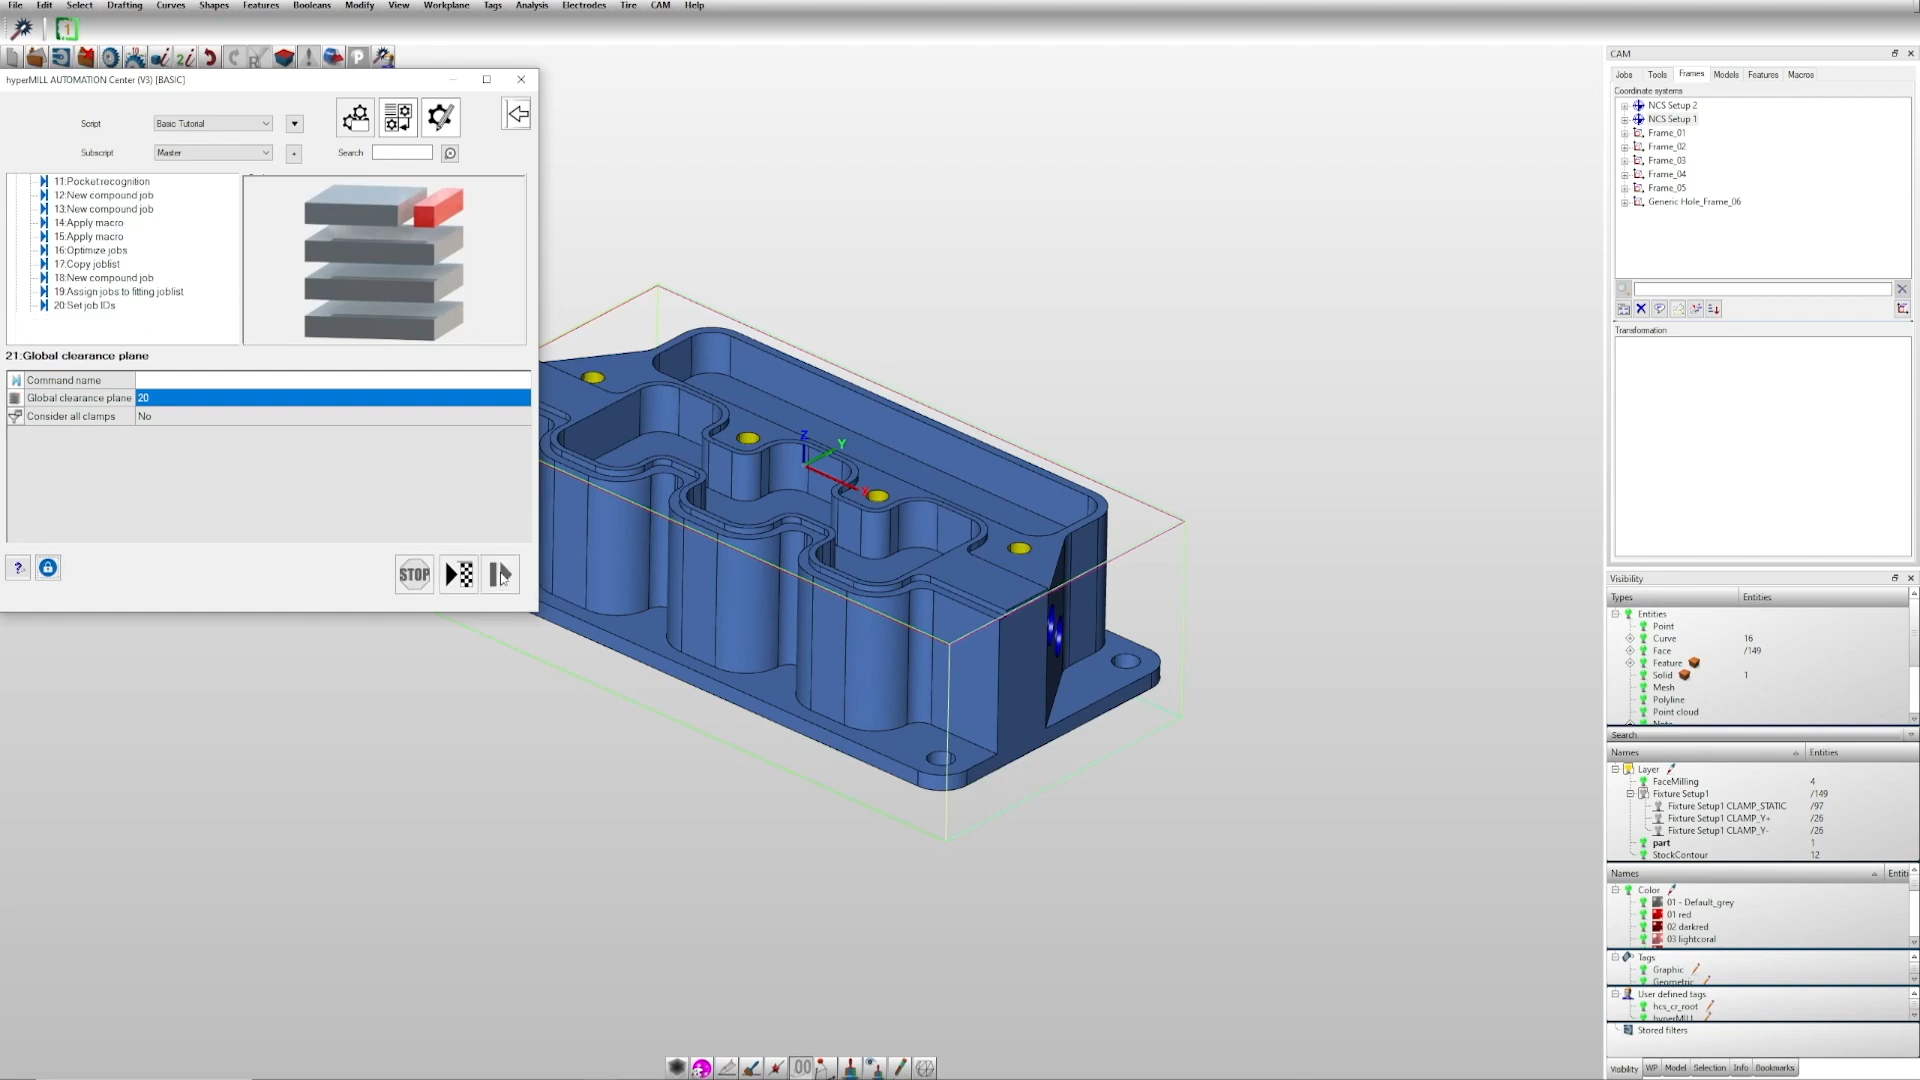 File Edit Select Drafting Curves Shapes Features Booleans Modify View Workplane Tags Analysis Electrodes Tire CAM Help
hyperMILL AUTOMATION Center (V3) [BASIC]
Script Basic Tutorial
Subscript Master + Search
11:Pocket recognition
12:New compound job
13:New compound job
14:Apply macro
15:Apply macro
16:Optimize jobs
17:Copy joblist
18:New compound job
19:Assign jobs to fitting joblist
20:Set job IDs
21:Global clearance plane
Command name
Global clearance plane 20
Consider all clamps No
? STOP
Z
Y
X
CAM
Jobs Tools Frames Models Features Macros
Coordinate systems
NCS Setup 2
NCS Setup 1
Frame_01
Frame_02
Frame_03
Frame_04
Frame_05
Generic Hole_Frame_06
Transformation
Visibility
Types Entities
Entities
Point
Curve 16
Face /149
Feature
Solid 1
Mesh
Polyline
Point cloud
Search
Names Entities
Layer
FaceMilling 4
Fixture Setup1 /149
Fixture Setup1 CLAMP_STATIC /97
Fixture Setup1 CLAMP_Y+ /26
Fixture Setup1 CLAMP_Y- /26
part 1
StockContour 12
Names Entiti
Color
01 - Default_grey
01 red
02 darkred
03 lightcoral
Tags
Graphic
Geometric
User defined tags
hcs_cr_root
hyperMILL
Stored filters
Visibility WP Model Selection Info Bookmarks